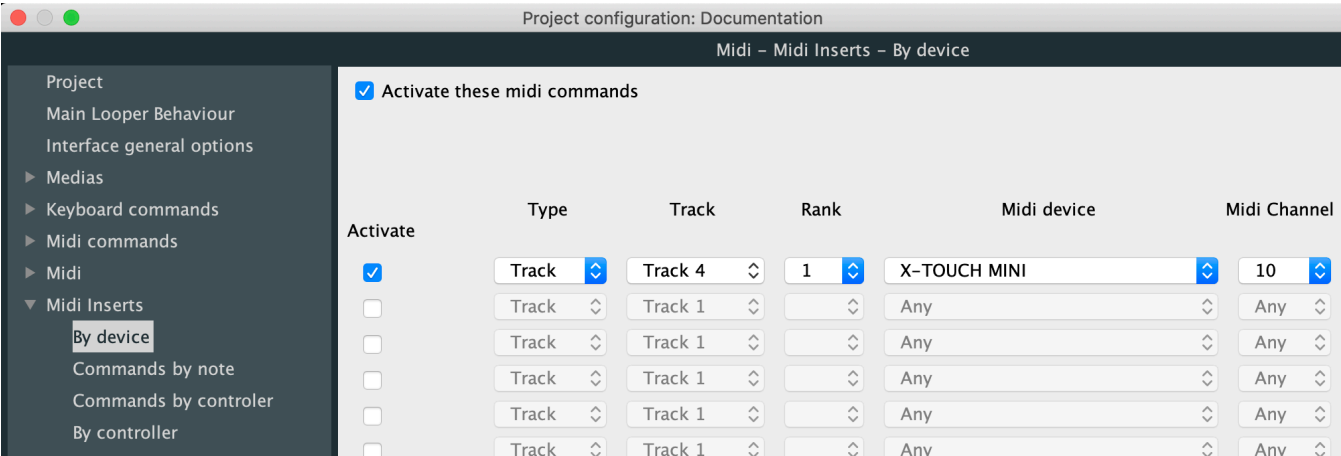 Project configuration: Documentation
Midi – Midi Inserts – By device
Project
Main Looper Behaviour
Interface general options
Medias
Keyboard commands
Midi commands
Midi
Midi Inserts
By device
Commands by note
Commands by controler
By controller
Activate these midi commands
Activate Type Track Rank Midi device Midi Channel
Track Track 4 1 X-TOUCH MINI 10
Track Track 1 Any Any
Track Track 1 Any Any
Track Track 1 Any Any
Track Track 1 Any Any
Track Track 1 Any Any